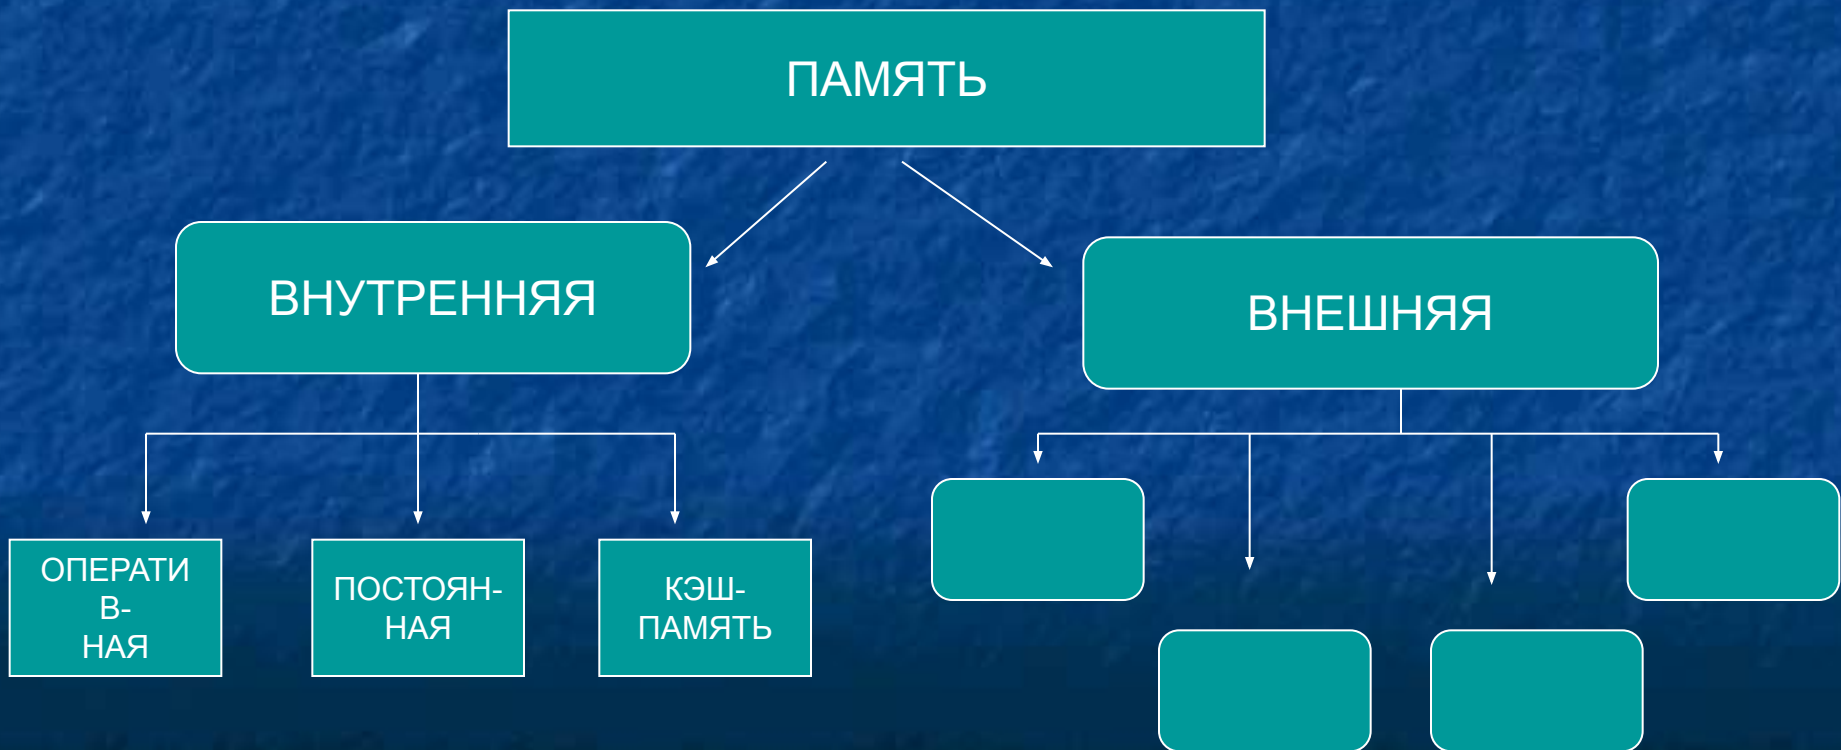 ПАМЯТЬ
ВНУТРЕННЯЯ
ВНЕШНЯЯ
ОПЕРАТИ
В-
НАЯ
ПОСТОЯН-
НАЯ
КЭШ-
ПАМЯТЬ